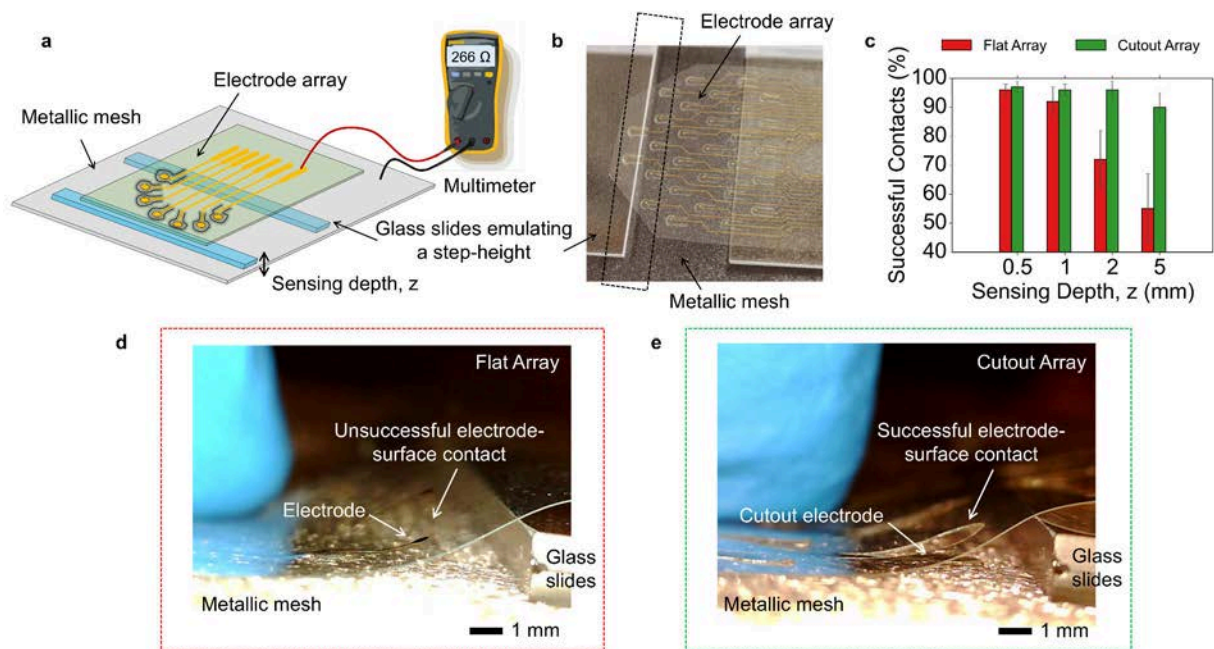 a
266 Ω
Electrode array
Metallic mesh
Multimeter
Glass slides emulating
a step-height
Sensing depth, z
b
Electrode array
Metallic mesh
c
Flat Array
Cutout Array
Successful Contacts (%)
100
90
80
70
60
50
40
0.5
1
2
5
Sensing Depth, z (mm)
d
Flat Array
Unsuccessful electrode-
surface contact
Electrode
Glass
slides
Metallic mesh
1 mm
e
Cutout Array
Successful electrode-
surface contact
Cutout electrode
Glass
slides
Metallic mesh
1 mm